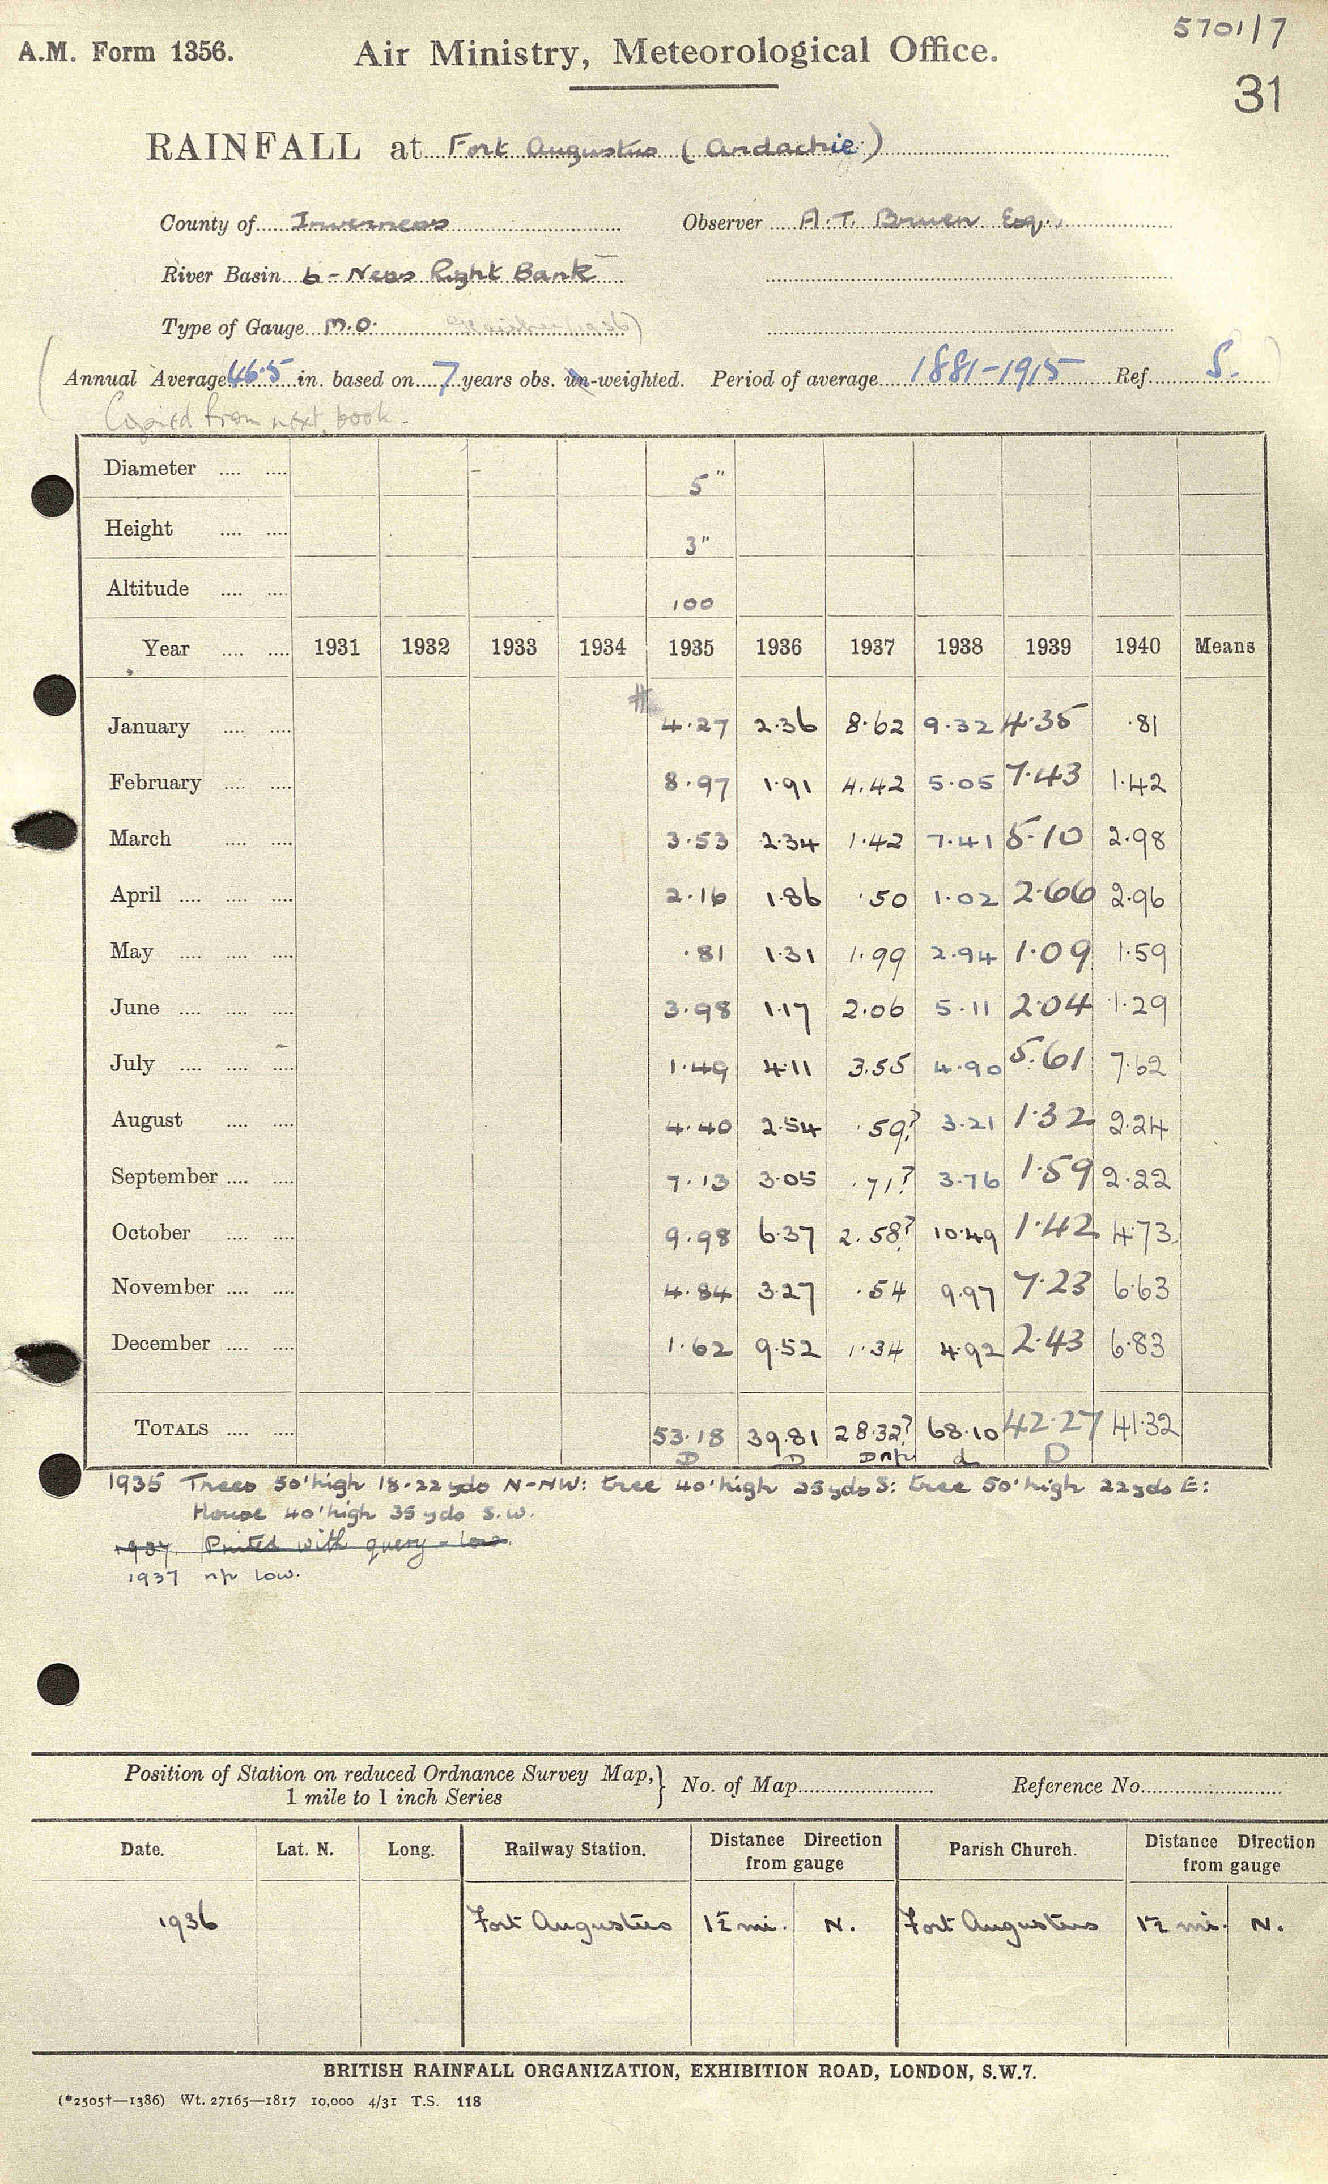 5701/7
A.M. Form 1356. Air Ministry, Meteorological Office.
31
RAINFALL at Fort Augustus (Ardachie)
County of Inverness Observer A.T. Bruen Esq.
River Basin 6 - Ness Right Bank
Type of Gauge M.O.
Annual Average 46.5 in. based on 7 years obs. un-weighted. Period of average 1881-1915 Ref. S.
Copied from next book.
Diameter 5"
Height 3"
Altitude 100
Year 1931 1932 1933 1934 1935 1936 1937 1938 1939 1940 Means
January 4.27 2.36 8.62 9.32 4.35 .81
February 8.97 1.91 4.42 5.05 7.43 1.42
March 3.53 2.34 1.42 7.41 5.10 2.98
April 2.16 1.86 .50 1.02 2.66 2.96
May .81 1.31 1.99 2.94 1.09 1.59
June 3.98 1.17 2.06 5.11 2.04 1.29
July 1.49 4.11 3.55 4.90 5.61 7.62
August 4.40 2.54 .59? 3.21 1.32 2.24
September 7.13 3.05 .71? 3.76 1.59 2.22
October 9.98 6.37 2.58? 10.49 1.42 4.73
November 4.84 3.27 .54 9.97 7.23 6.63
December 1.62 9.52 1.34 4.92 2.43 6.83
TOTALS 53.18 39.81 28.32? 68.10 42.27 41.32
D D Dnp d D
1935 Trees 50' high 18-22 yds N-NW: tree 40' high 25 yds S: tree 50' high 22 yds E:
House 40' high 35 yds S.W.
1937. Printed with query - low.
1937 np low.
Position of Station on reduced Ordnance Survey Map, 1 mile to 1 inch Series } No. of Map Reference No.
Date. Lat. N. Long. Railway Station. Distance Direction from gauge Parish Church. Distance Direction from gauge
1936 Fort Augustus 1½ mi. N. Fort Augustus 1½ mi. N.
BRITISH RAINFALL ORGANIZATION, EXHIBITION ROAD, LONDON, S.W.7.
(*2505†—1386) Wt. 27165—1817 10,000 4/31 T.S. 118